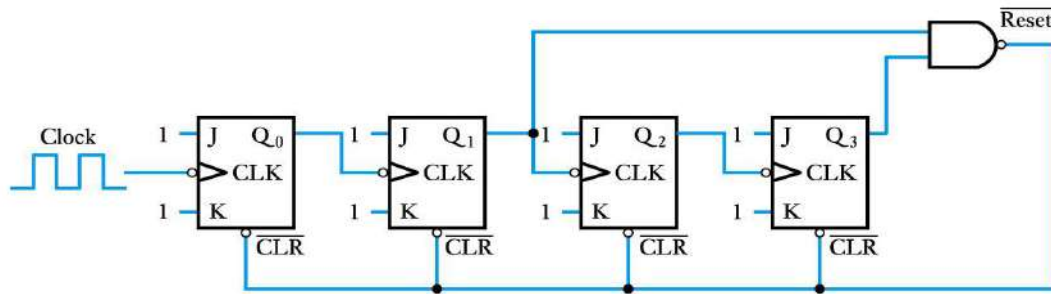 Reset
Clock
1 J Q₀ 1 J Q₁ 1 J Q₂ 1 J Q₃
CLK CLK CLK CLK
1 K 1 K 1 K 1 K
CLR CLR CLR CLR